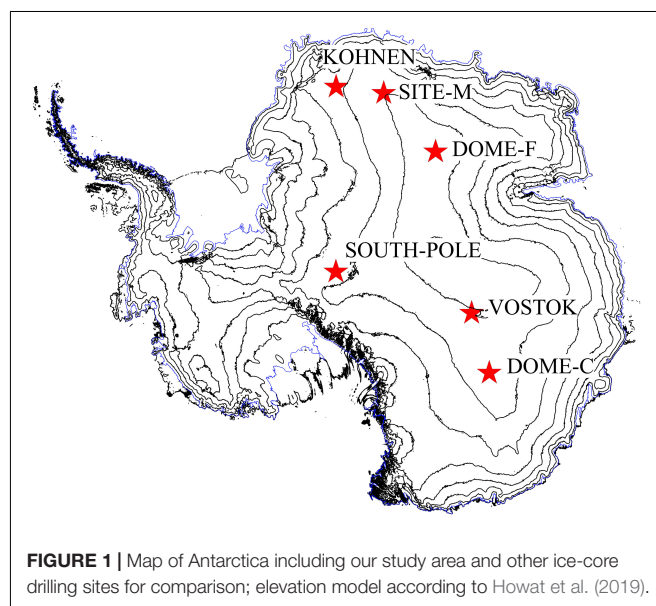 KOHNEN
SITE-M
DOME-F
SOUTH-POLE
VOSTOK
DOME-C
FIGURE 1 | Map of Antarctica including our study area and other ice-core
drilling sites for comparison; elevation model according to Howat et al. (2019).